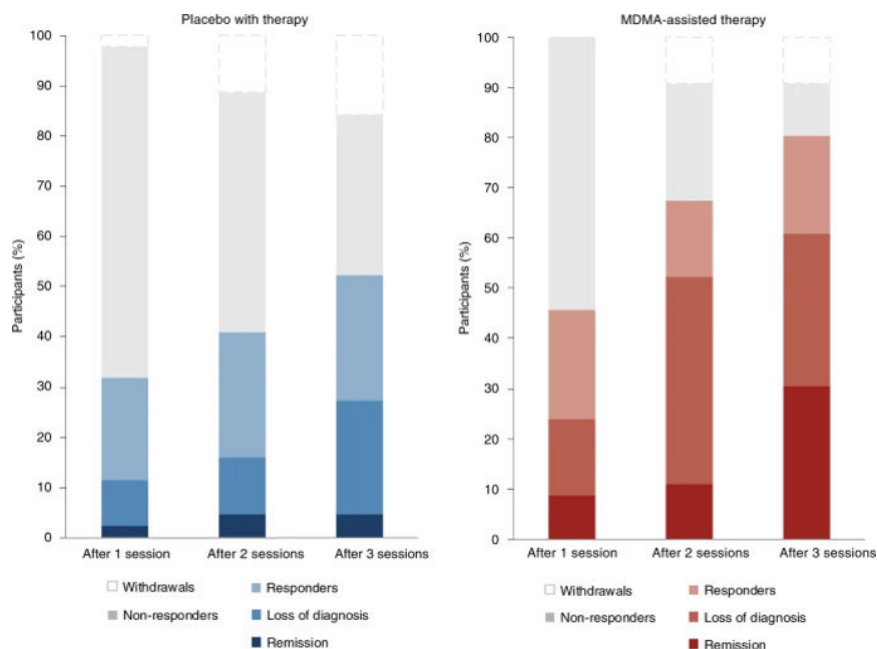 Placebo with therapy
100
90
80
70
60
50
40
30
20
10
0
Participants (%)
After 1 session After 2 sessions After 3 sessions
Withdrawals Responders
Non-responders Loss of diagnosis
Remission
MDMA-assisted therapy
100
90
80
70
60
50
40
30
20
10
0
Participants (%)
After 1 session After 2 sessions After 3 sessions
Withdrawals Responders
Non-responders Loss of diagnosis
Remission